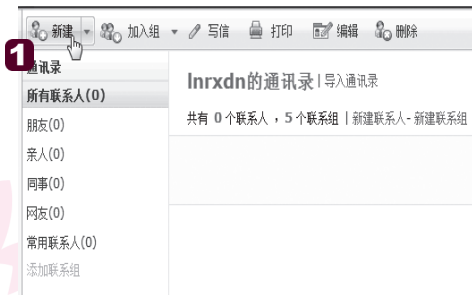 新建 加入组 写信 打印 编辑 删除
1
通讯录
所有联系人(0)
朋友(0)
亲人(0)
同事(0)
网友(0)
常用联系人(0)
添加联系组
lnrxdn的通讯录 | 导入通讯录
共有 0 个联系人 , 5 个联系组 | 新建联系人- 新建联系组